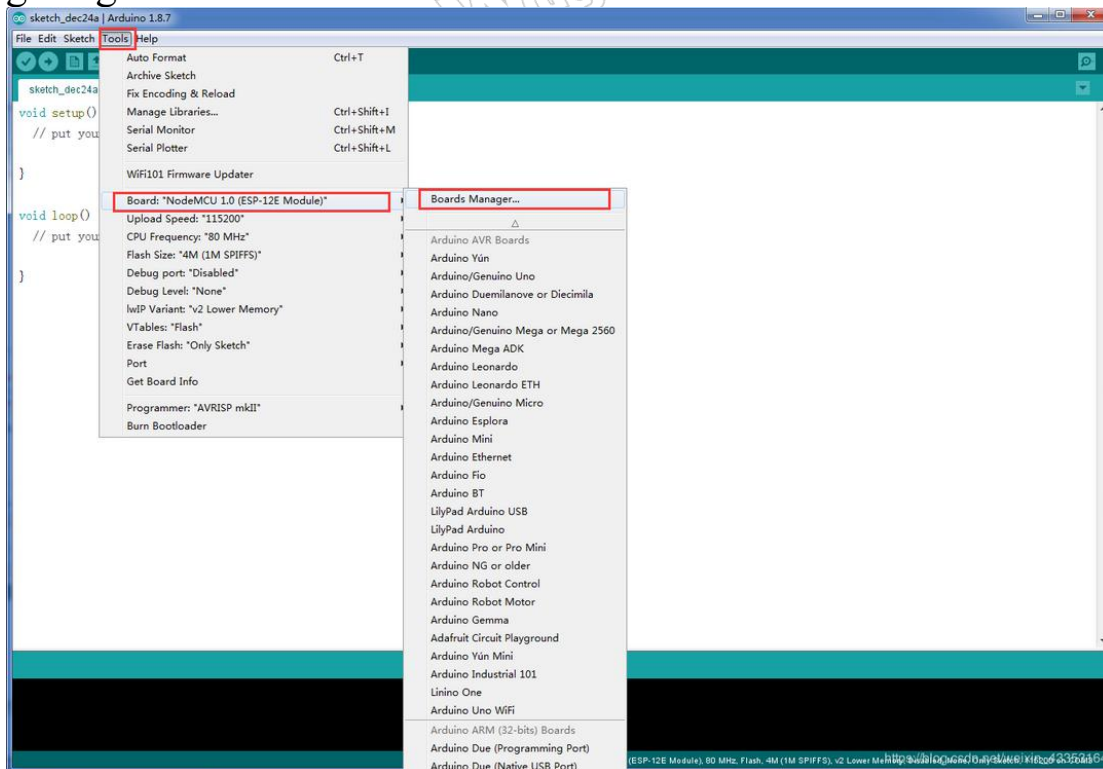 sketch_dec24a | Arduino 1.8.7
File Edit Sketch Tools Help
sketch_dec24a
void setup()
// put you
}
void loop()
// put you
}
Auto Format Ctrl+T
Archive Sketch
Fix Encoding & Reload
Manage Libraries... Ctrl+Shift+I
Serial Monitor Ctrl+Shift+M
Serial Plotter Ctrl+Shift+L
WiFi101 Firmware Updater
Board: "NodeMCU 1.0 (ESP-12E Module)"
Upload Speed: "115200"
CPU Frequency: "80 MHz"
Flash Size: "4M (1M SPIFFS)"
Debug port: "Disabled"
Debug Level: "None"
lwIP Variant: "v2 Lower Memory"
VTables: "Flash"
Erase Flash: "Only Sketch"
Port
Get Board Info
Programmer: "AVRISP mkII"
Burn Bootloader
Boards Manager...
Arduino AVR Boards
Arduino Yún
Arduino/Genuino Uno
Arduino Duemilanove or Diecimila
Arduino Nano
Arduino/Genuino Mega or Mega 2560
Arduino Mega ADK
Arduino Leonardo
Arduino Leonardo ETH
Arduino/Genuino Micro
Arduino Esplora
Arduino Mini
Arduino Ethernet
Arduino Fio
Arduino BT
LilyPad Arduino USB
LilyPad Arduino
Arduino Pro or Pro Mini
Arduino NG or older
Arduino Robot Control
Arduino Robot Motor
Arduino Gemma
Adafruit Circuit Playground
Arduino Yún Mini
Arduino Industrial 101
Linino One
Arduino Uno WiFi
Arduino ARM (32-bits) Boards
Arduino Due (Programming Port)
Arduino Due (Native USB Port)
(ESP-12E Module), 80 MHz, Flash, 4M (1M SPIFFS), v2 Lower